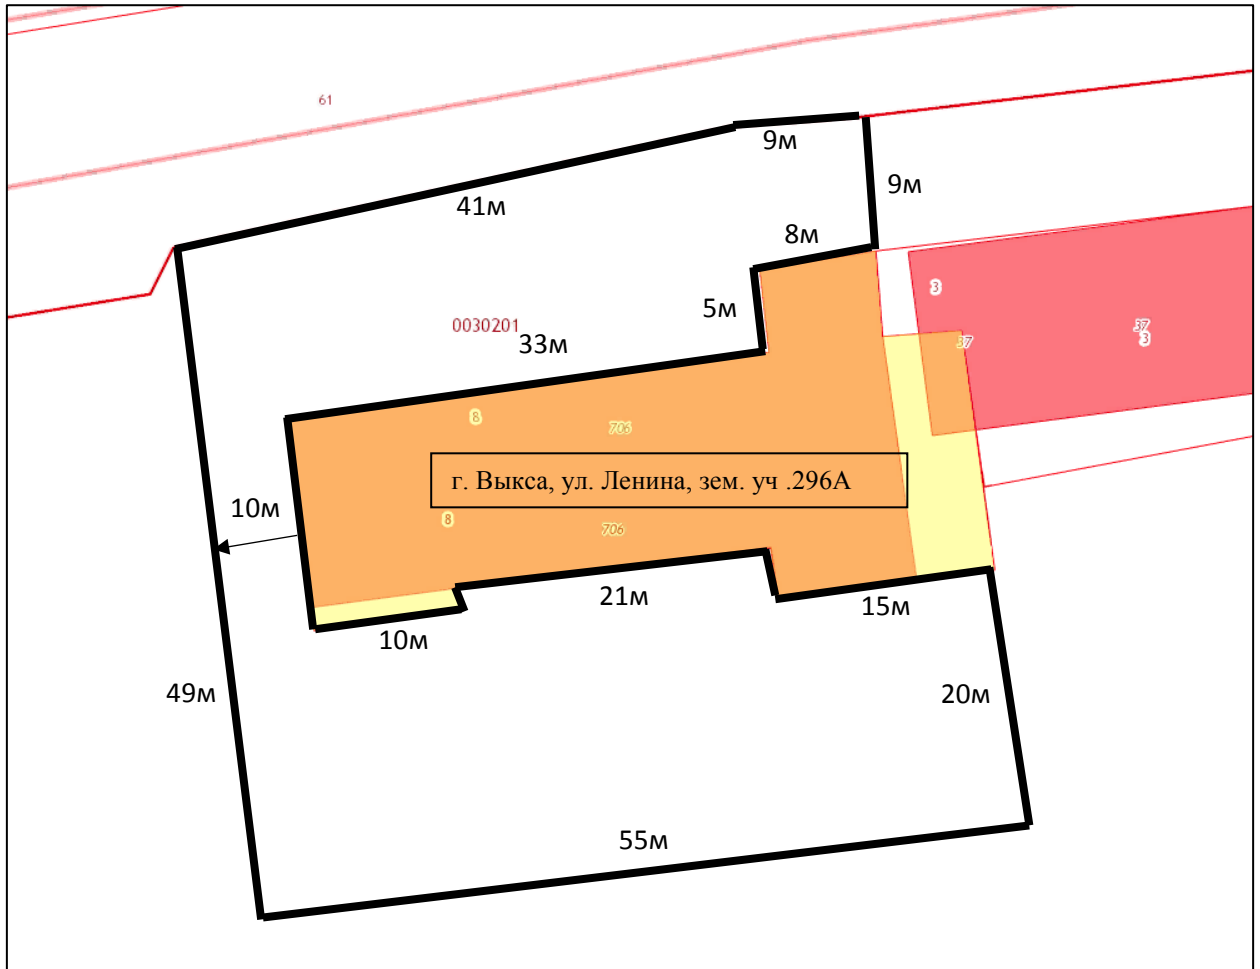 61
9м
9м
41м
8м
3
5м
0030201
37
3
33м
37
8
706
г. Выкса, ул. Ленина, зем. уч .296А
10м
8
706
21м
15м
10м
49м
20м
55м